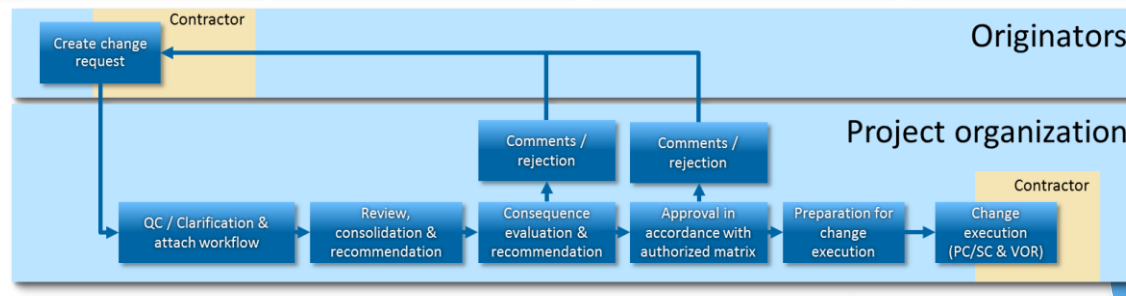 Contractor
Originators
Create change
request
Project organization
Comments /
rejection
Comments /
rejection
Contractor
QC / Clarification &
attach workflow
Review,
consolidation &
recommendation
Consequence
evaluation &
recommendation
Approval in
accordance with
authorized matrix
Preparation for
change
execution
Change
execution
(PC/SC & VOR)